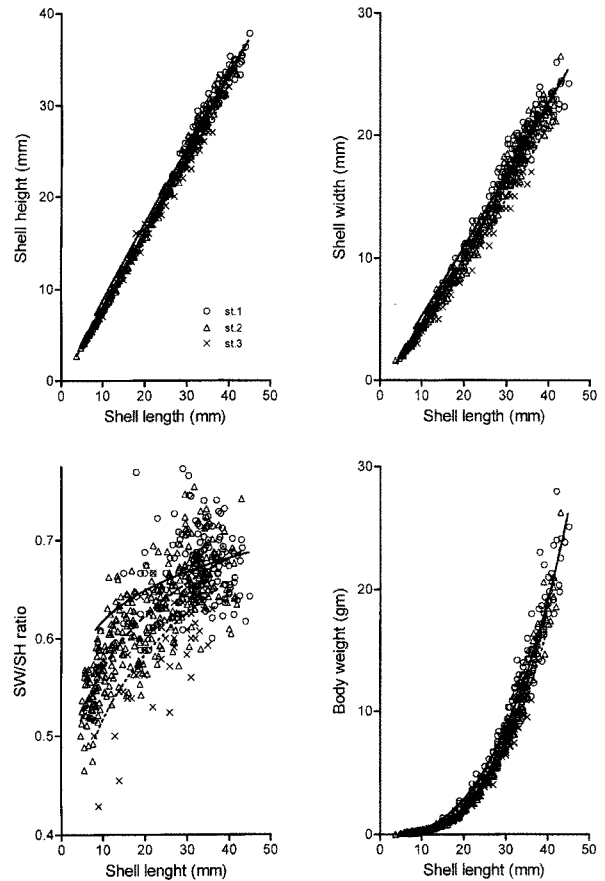 40
30
20
10
0
Shell height (mm)
0 10 20 30 40 50
Shell length (mm)
st.1
st.2
st.3
30
20
10
0
Shell width (mm)
0 10 20 30 40 50
Shell length (mm)
0.7
0.6
0.5
0.4
SW/SH ratio
0 10 20 30 40 50
Shell lenght (mm)
30
20
10
0
Body weight (gm)
0 10 20 30 40 50
Shell lenght (mm)